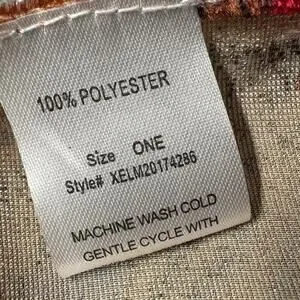 100% POLYESTER
Size ONE
Style# XELM20174286
MACHINE WASH COLD
GENTLE CYCLE WITH